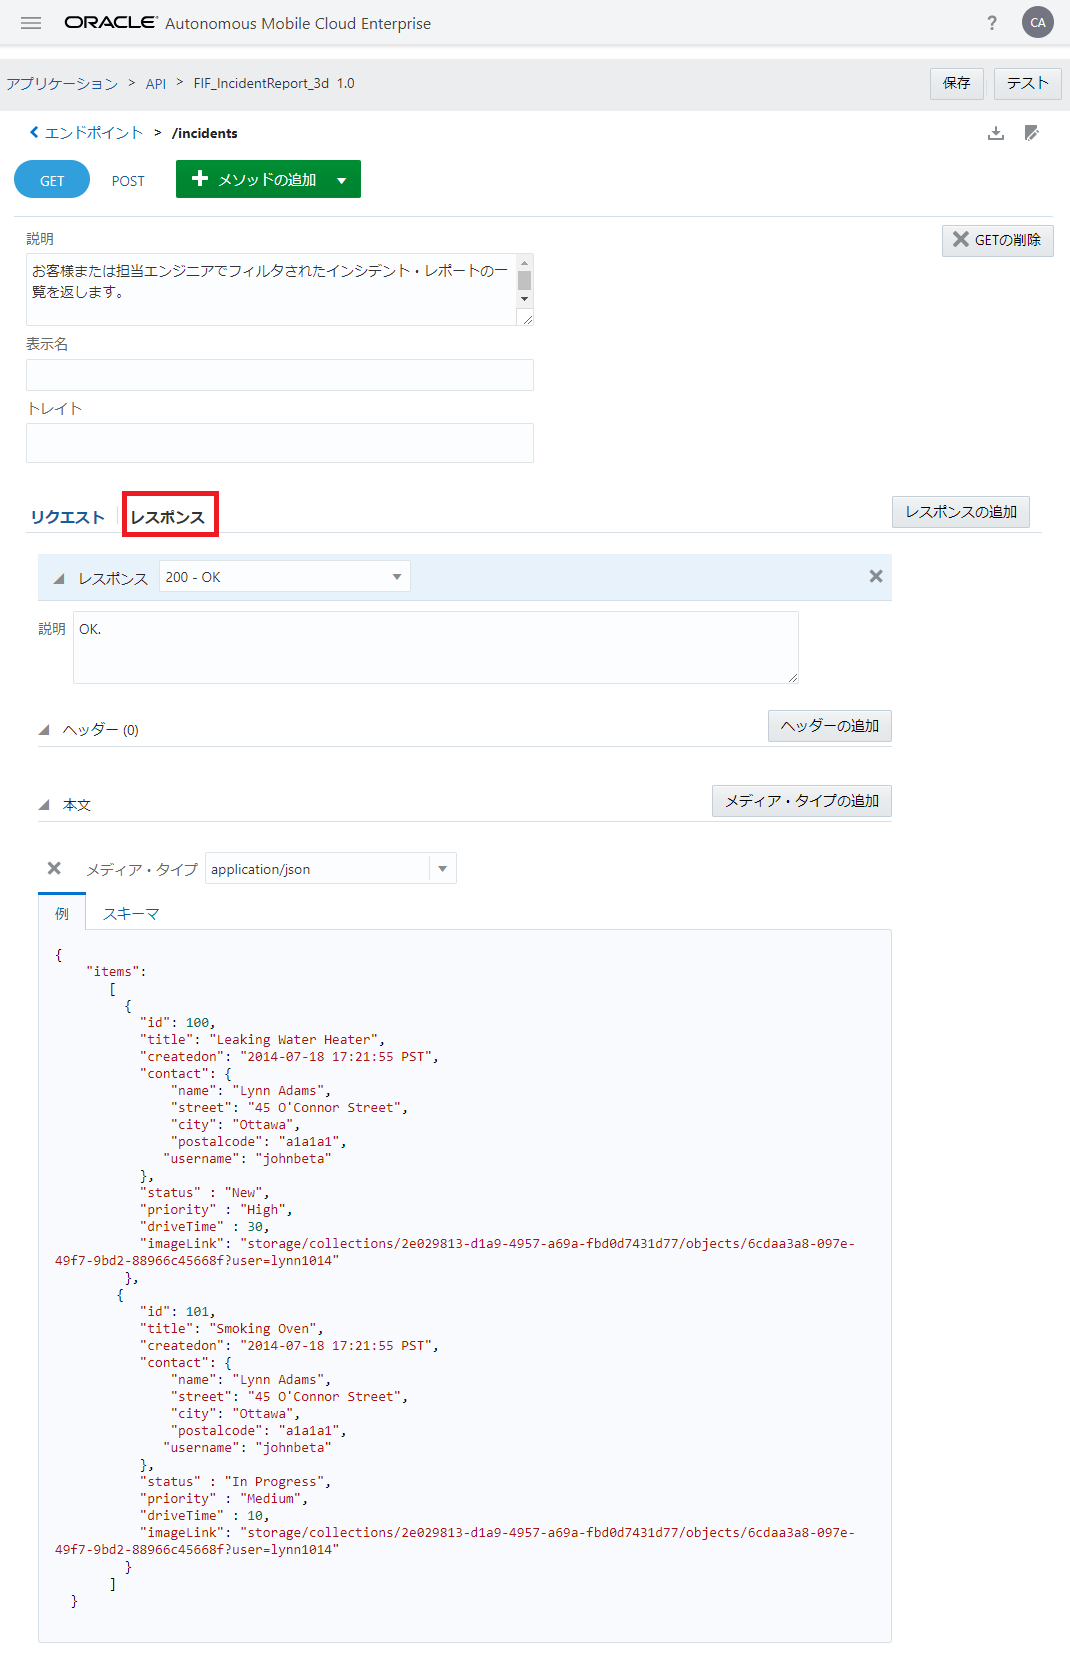 ORACLE Autonomous Mobile Cloud Enterprise ? CA
アプリケーション > API > FIF_IncidentReport_3d 1.0 保存 テスト
エンドポイント > /incidents
GET POST メソッドの追加
説明 GETの削除
お客様または担当エンジニアでフィルタされたインシデント・レポートの一
覧を返します。
表示名
トレイト
リクエスト レスポンス レスポンスの追加
レスポンス 200 - OK
説明 OK.
ヘッダー (0) ヘッダーの追加
本文 メディア・タイプの追加
メディア・タイプ application/json
例 スキーマ
{
"items":
[
{
"id": 100,
"title": "Leaking Water Heater",
"createdon": "2014-07-18 17:21:55 PST",
"contact": {
"name": "Lynn Adams",
"street": "45 O'Connor Street",
"city": "Ottawa",
"postalcode": "a1a1a1",
"username": "johnbeta"
},
"status" : "New",
"priority" : "High",
"driveTime" : 30,
"imageLink": "storage/collections/2e029813-d1a9-4957-a69a-fbd0d7431d77/objects/6cdaa3a8-097e-
49f7-9bd2-88966c45668f?user=lynn1014"
},
{
"id": 101,
"title": "Smoking Oven",
"createdon": "2014-07-18 17:21:55 PST",
"contact": {
"name": "Lynn Adams",
"street": "45 O'Connor Street",
"city": "Ottawa",
"postalcode": "a1a1a1",
"username": "johnbeta"
},
"status" : "In Progress",
"priority" : "Medium",
"driveTime" : 10,
"imageLink": "storage/collections/2e029813-d1a9-4957-a69a-fbd0d7431d77/objects/6cdaa3a8-097e-
49f7-9bd2-88966c45668f?user=lynn1014"
}
]
}